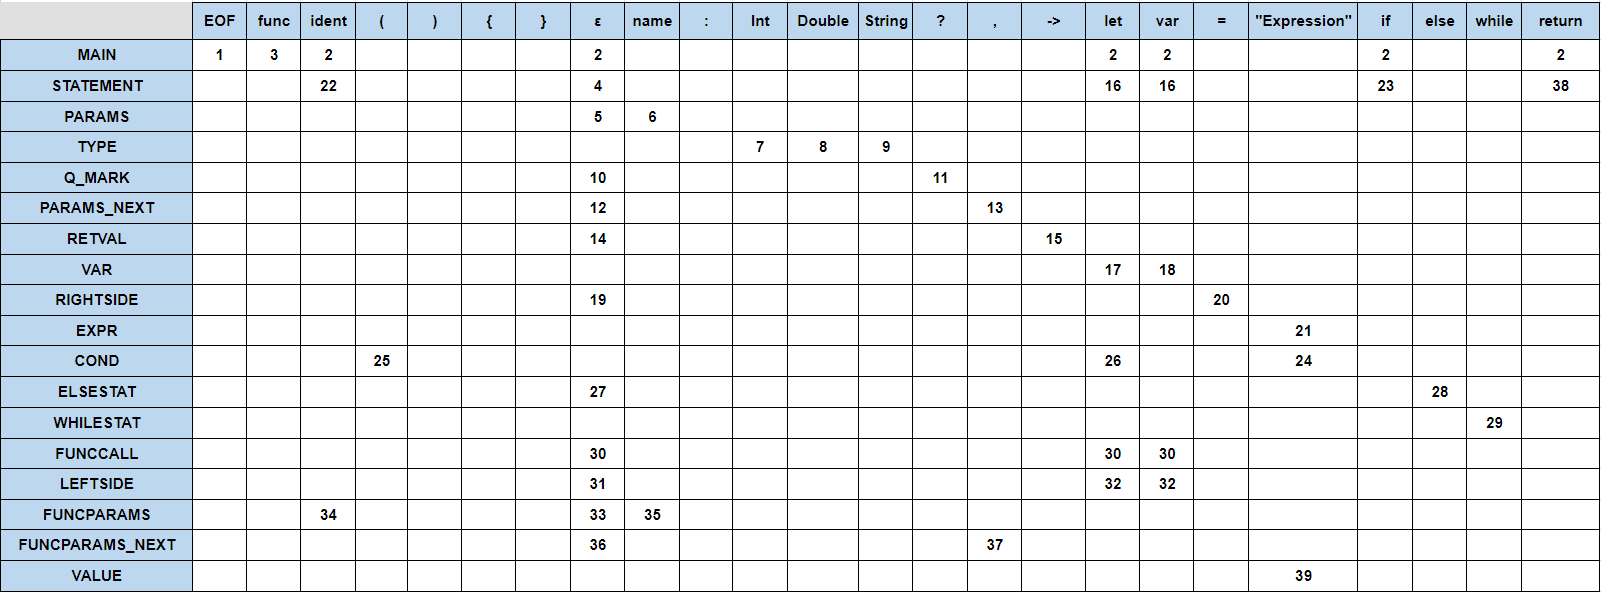 EOF func ident ( ) { } ε name : Int Double String ? , -> let var = "Expression" if else while return
MAIN 1 3 2 2 2 2 2 2
STATEMENT 22 4 16 16 23 38
PARAMS 5 6
TYPE 7 8 9
Q_MARK 10 11
PARAMS_NEXT 12 13
RETVAL 14 15
VAR 17 18
RIGHTSIDE 19 20
EXPR 21
COND 25 26 24
ELSESTAT 27 28
WHILESTAT 29
FUNCCALL 30 30 30
LEFTSIDE 31 32 32
FUNCPARAMS 34 33 35
FUNCPARAMS_NEXT 36 37
VALUE 39